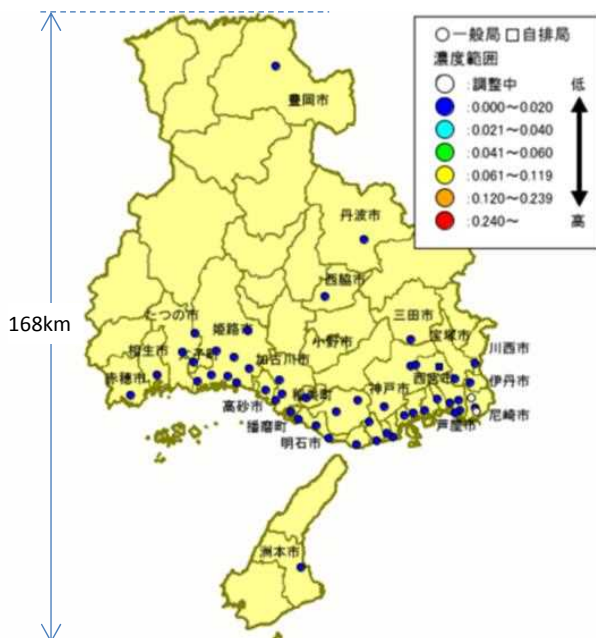 ○一般局 □自排局
濃度範囲
:調整中 低
:0.000～0.020
:0.021～0.040
:0.041～0.060
:0.061～0.119
:0.120～0.239
:0.240～ 高
豊岡市
丹波市
西脇市
168km
たつの市
姫路市
小野市
三田市
宝塚市
川西市
相生市
太子町
加古川市
赤穂市
西宮市
伊丹市
高砂市
稲美町
神戸市
播磨町
芦屋市
尼崎市
明石市
洲本市